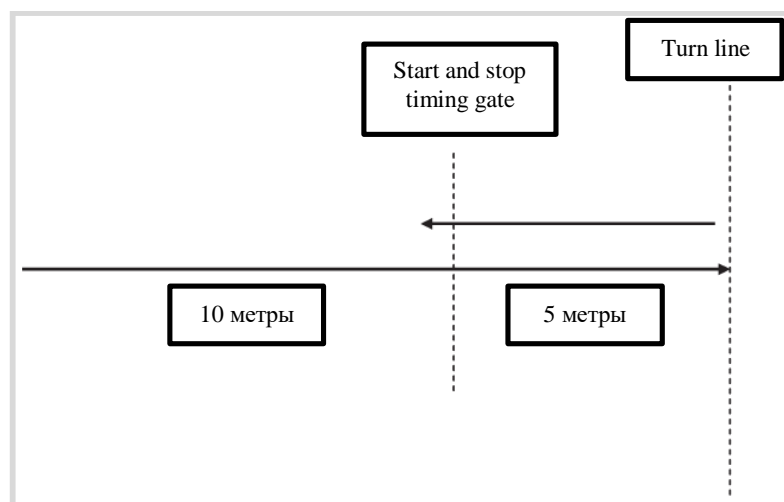 Turn line
Start and stop
timing gate
10 метры
5 метры